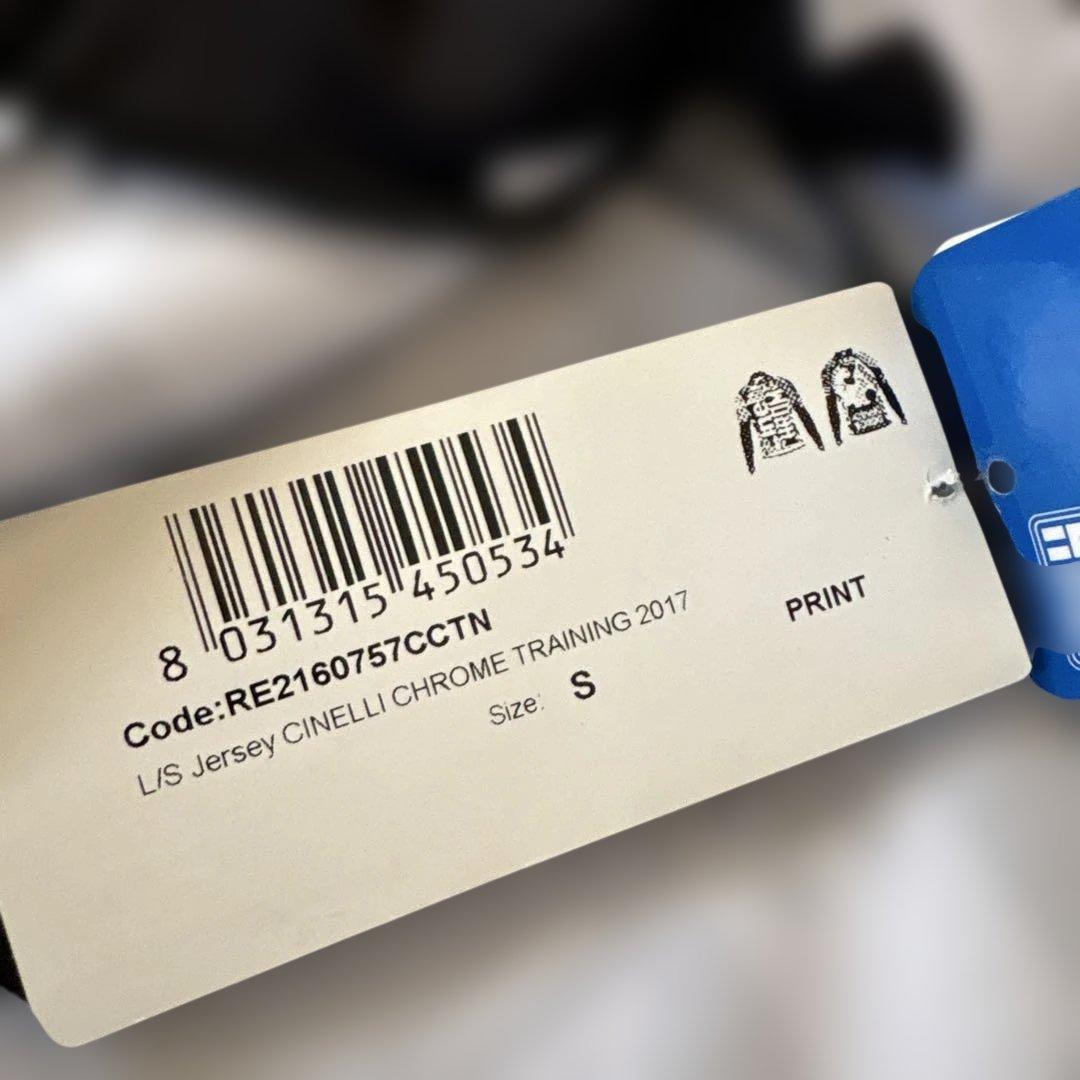 8 031315 450534
Code:RE2160757CCTN
L/S Jersey CINELLI CHROME TRAINING 2017
Size: S
PRINT